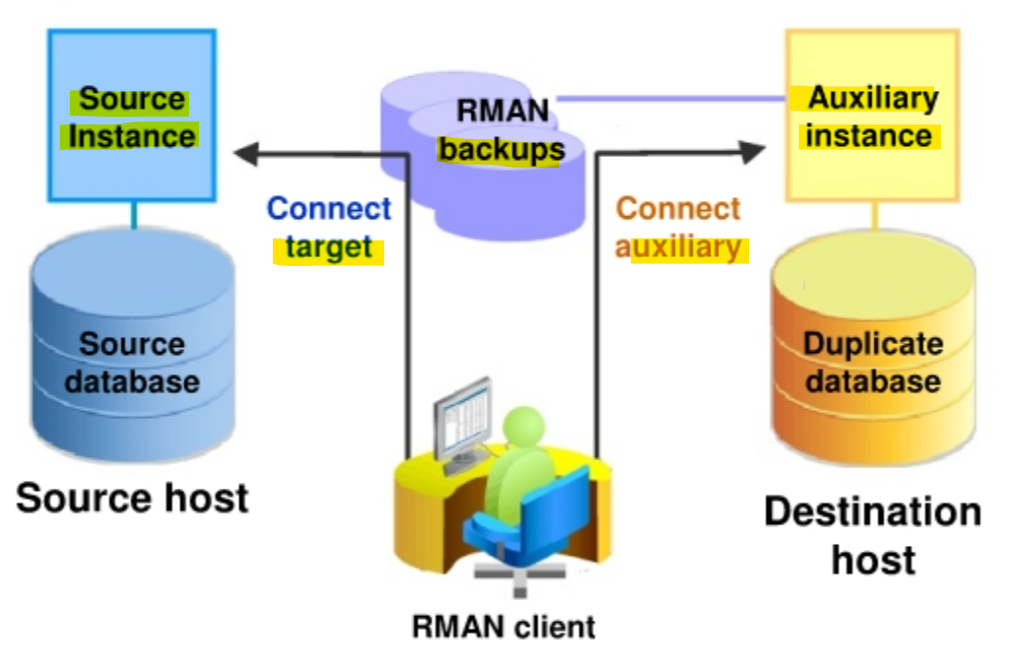 Source
Instance
RMAN
backups
Auxiliary
instance
Connect
target
Connect
auxiliary
Source
database
Duplicate
database
Source host
Destination
host
RMAN client